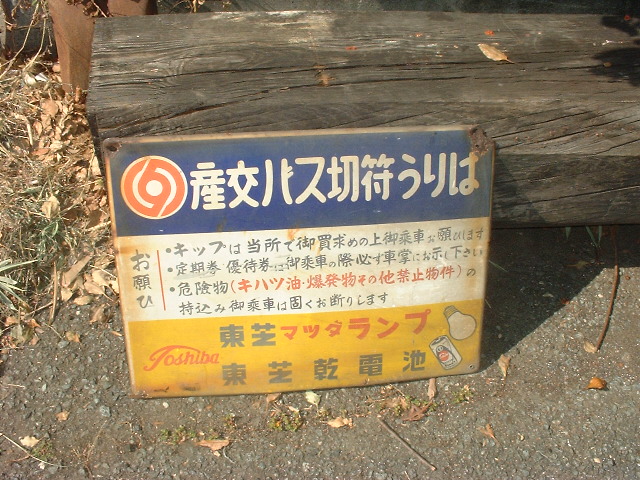 産交バス切符うりば
お願ひ
・キップは当所で御買求めの上御乗車お願ひします
・定期券 優待券は御乗車の際必ず車掌にお示し下さい
・危険物(キハツ油・爆発物その他禁止物件)の
持込み御乗車は固くお断りします
東芝マツダランプ
Toshiba
東芝乾電池